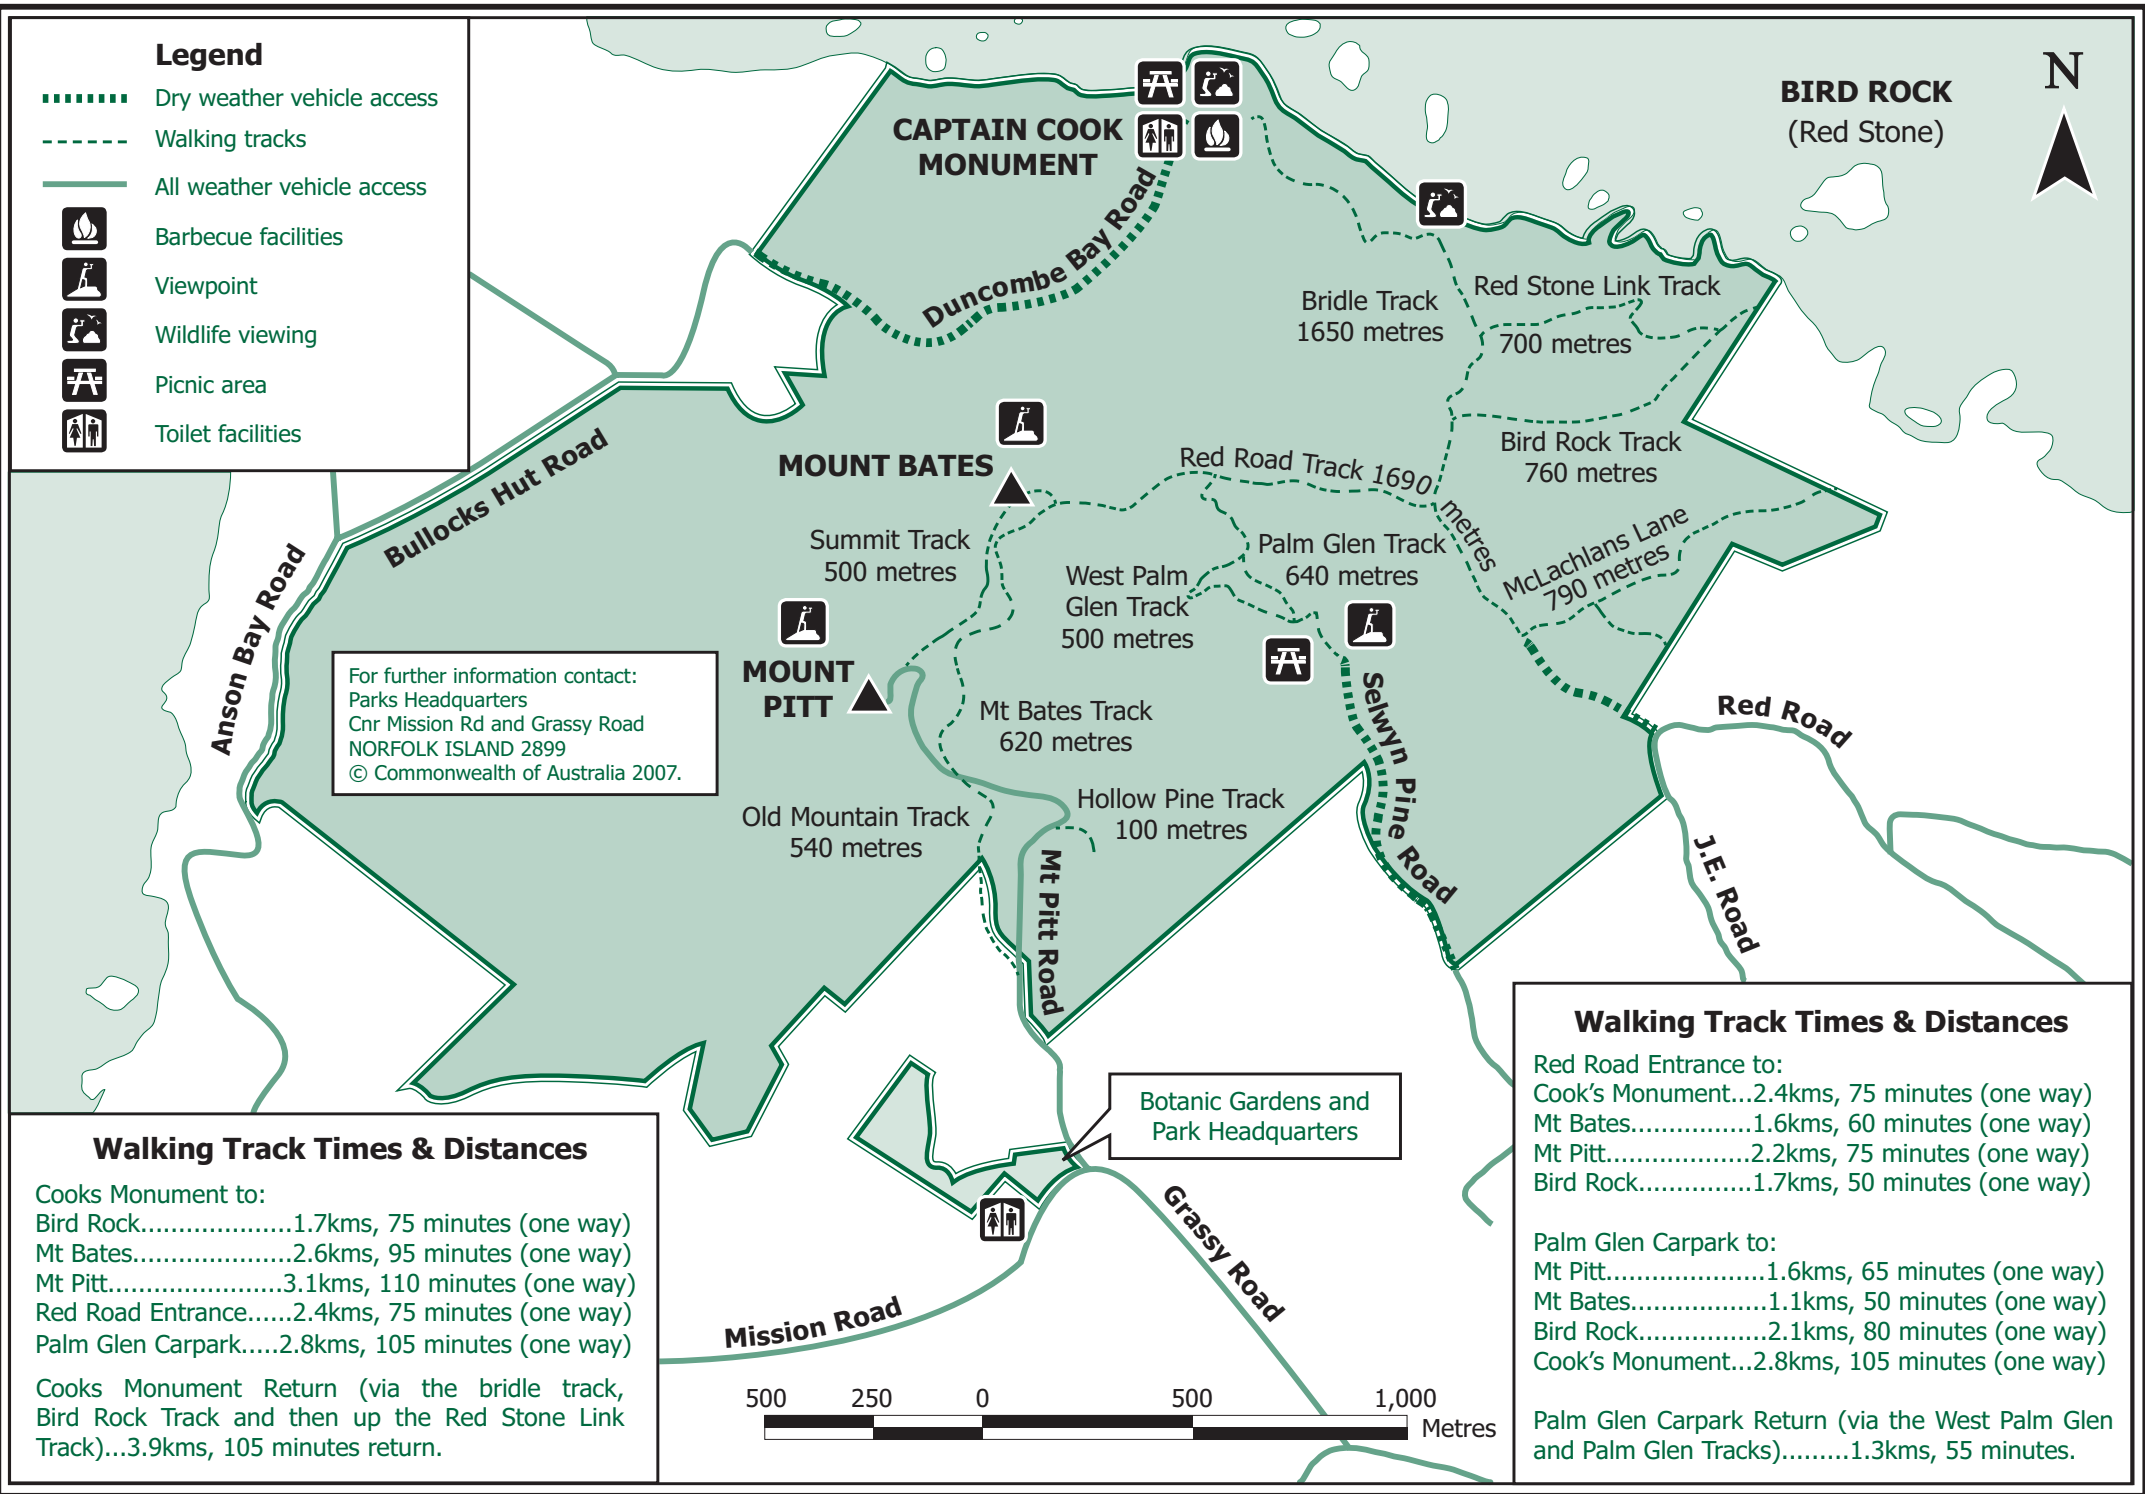 Legend
Dry weather vehicle access
Walking tracks
All weather vehicle access
Barbecue facilities
Viewpoint
Wildlife viewing
Picnic area
Toilet facilities
CAPTAIN COOK
MONUMENT
BIRD ROCK
(Red Stone)
N
Duncombe Bay Road
Bridle Track
1650 metres
Red Stone Link Track
700 metres
Bird Rock Track
760 metres
MOUNT BATES
Red Road Track 1690 metres
Bullocks Hut Road
Anson Bay Road
Summit Track
500 metres
West Palm
Glen Track
500 metres
Palm Glen Track
640 metres
McLachlans Lane
790 metres
MOUNT
PITT
For further information contact:
Parks Headquarters
Cnr Mission Rd and Grassy Road
NORFOLK ISLAND 2899
© Commonwealth of Australia 2007.
Mt Bates Track
620 metres
Selwyn Pine Road
Red Road
J.E. Road
Old Mountain Track
540 metres
Hollow Pine Track
100 metres
Mt Pitt Road
Botanic Gardens and
Park Headquarters
Grassy Road
Mission Road
500 250 0 500 1,000
Metres
Walking Track Times & Distances
Cooks Monument to:
Bird Rock....................1.7kms, 75 minutes (one way)
Mt Bates.....................2.6kms, 95 minutes (one way)
Mt Pitt.......................3.1kms, 110 minutes (one way)
Red Road Entrance......2.4kms, 75 minutes (one way)
Palm Glen Carpark.....2.8kms, 105 minutes (one way)
Cooks Monument Return (via the bridle track,
Bird Rock Track and then up the Red Stone Link
Track)...3.9kms, 105 minutes return.
Walking Track Times & Distances
Red Road Entrance to:
Cook's Monument...2.4kms, 75 minutes (one way)
Mt Bates................1.6kms, 60 minutes (one way)
Mt Pitt...................2.2kms, 75 minutes (one way)
Bird Rock...............1.7kms, 50 minutes (one way)
Palm Glen Carpark to:
Mt Pitt.....................1.6kms, 65 minutes (one way)
Mt Bates..................1.1kms, 50 minutes (one way)
Bird Rock.................2.1kms, 80 minutes (one way)
Cook's Monument...2.8kms, 105 minutes (one way)
Palm Glen Carpark Return (via the West Palm Glen
and Palm Glen Tracks).........1.3kms, 55 minutes.